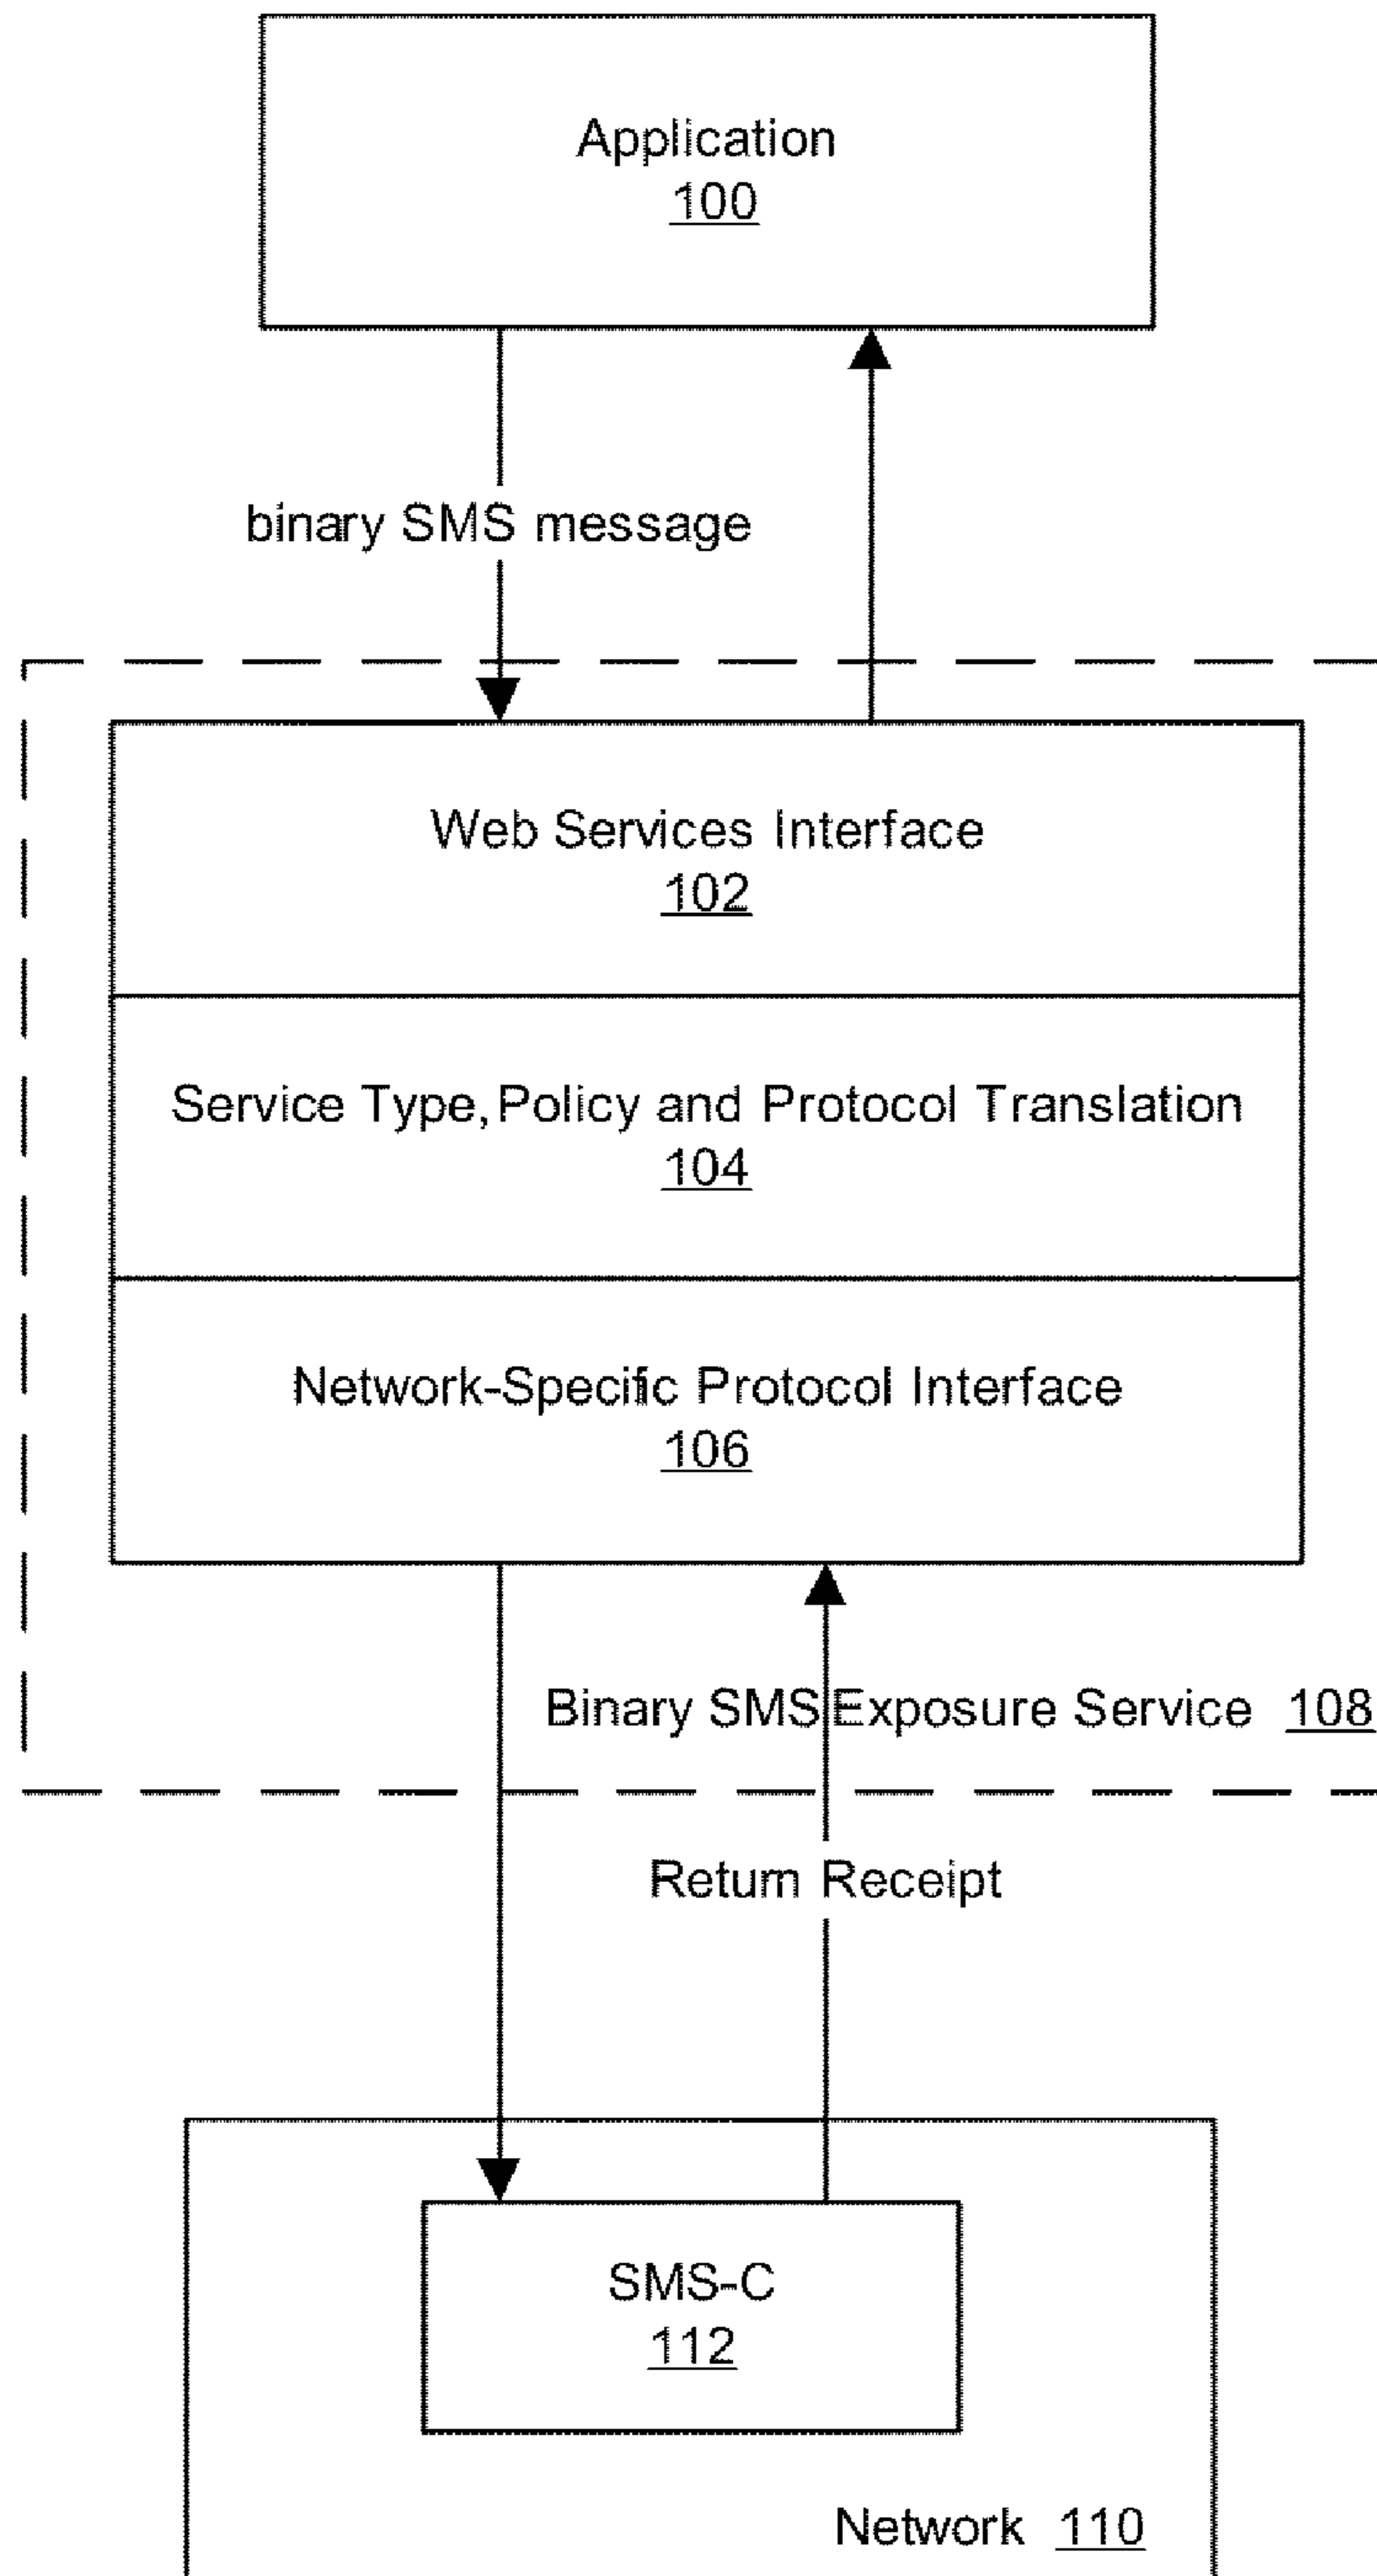 Application
100
binary SMS message
Web Services Interface
102
Service Type, Policy and Protocol Translation
104
Network-Specific Protocol Interface
106
Binary SMS Exposure Service 108
Return Receipt
SMS-C
112
Network 110